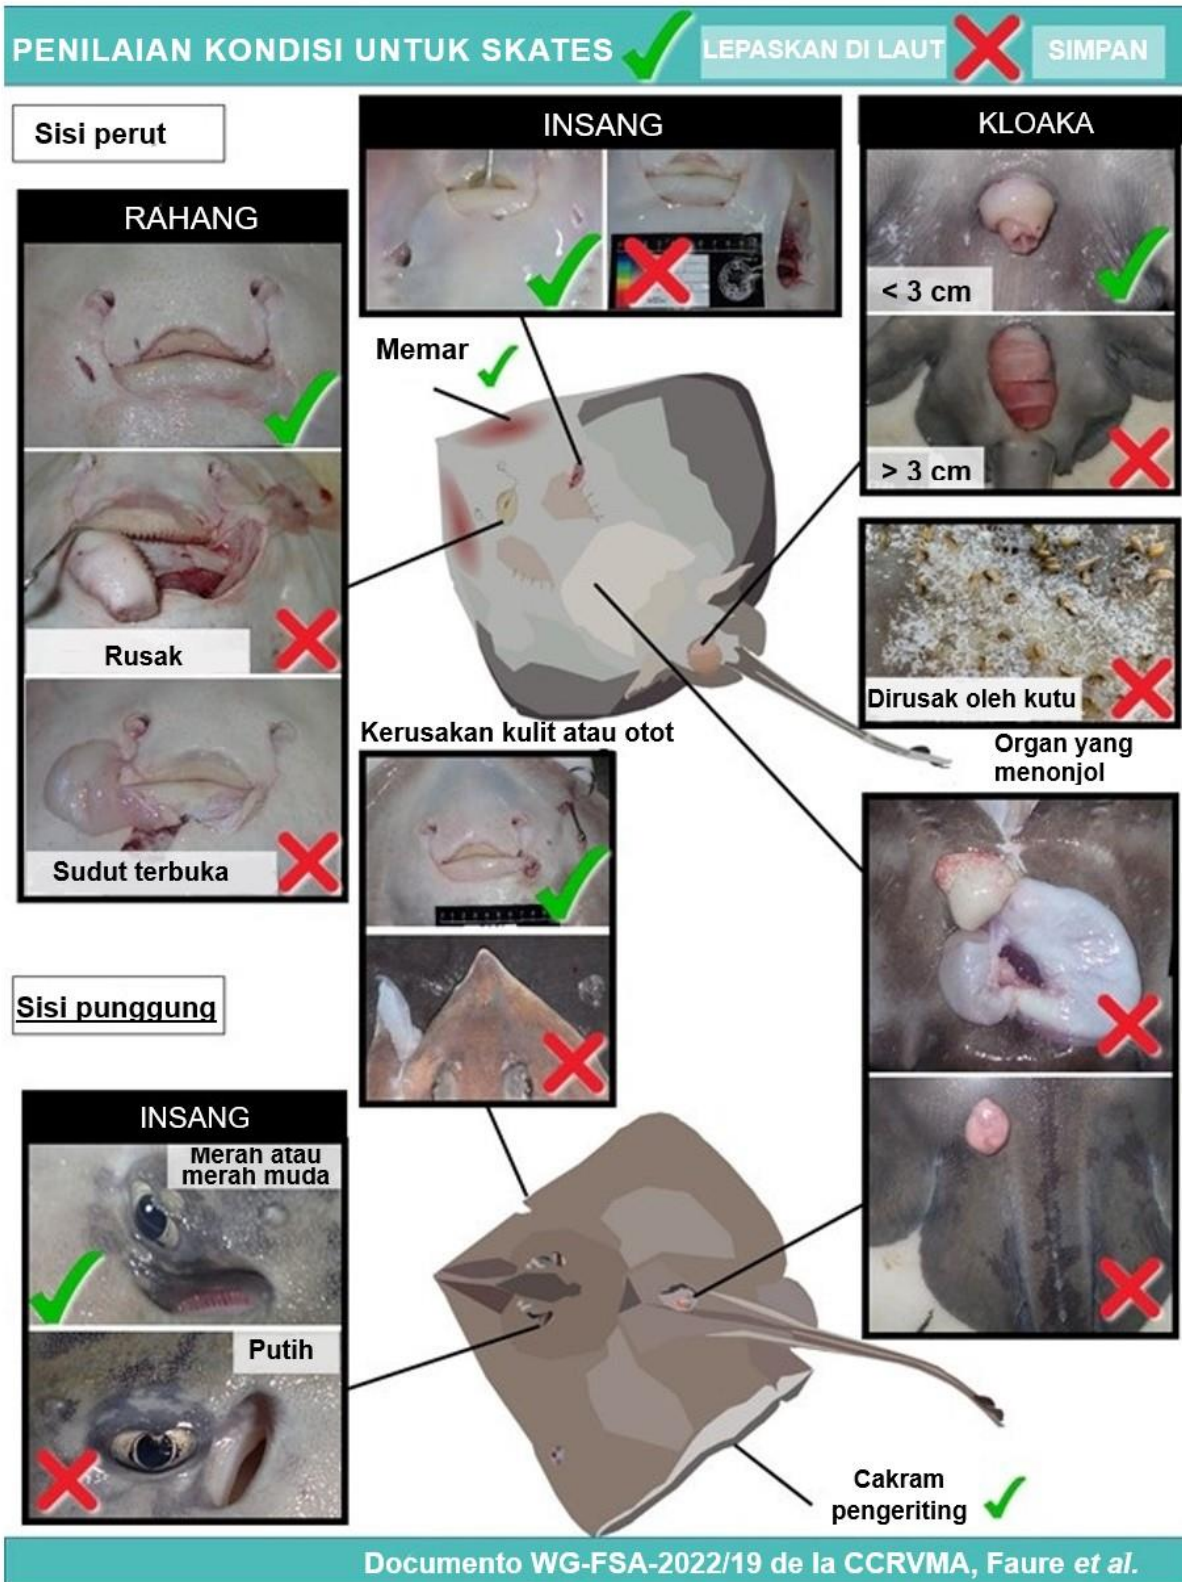 PENILAIAN KONDISI UNTUK SKATES
LEPASKAN DI LAUT
SIMPAN
Sisi perut
RAHANG
Rusak
Sudut terbuka
INSANG
Memar
KLOAKA
< 3 cm
> 3 cm
Dirusak oleh kutu
Organ yang
menonjol
Kerusakan kulit atau otot
Sisi punggung
INSANG
Merah atau
merah muda
Putih
Cakram
pengeriting
Documento WG-FSA-2022/19 de la CCRVMA, Faure et al.